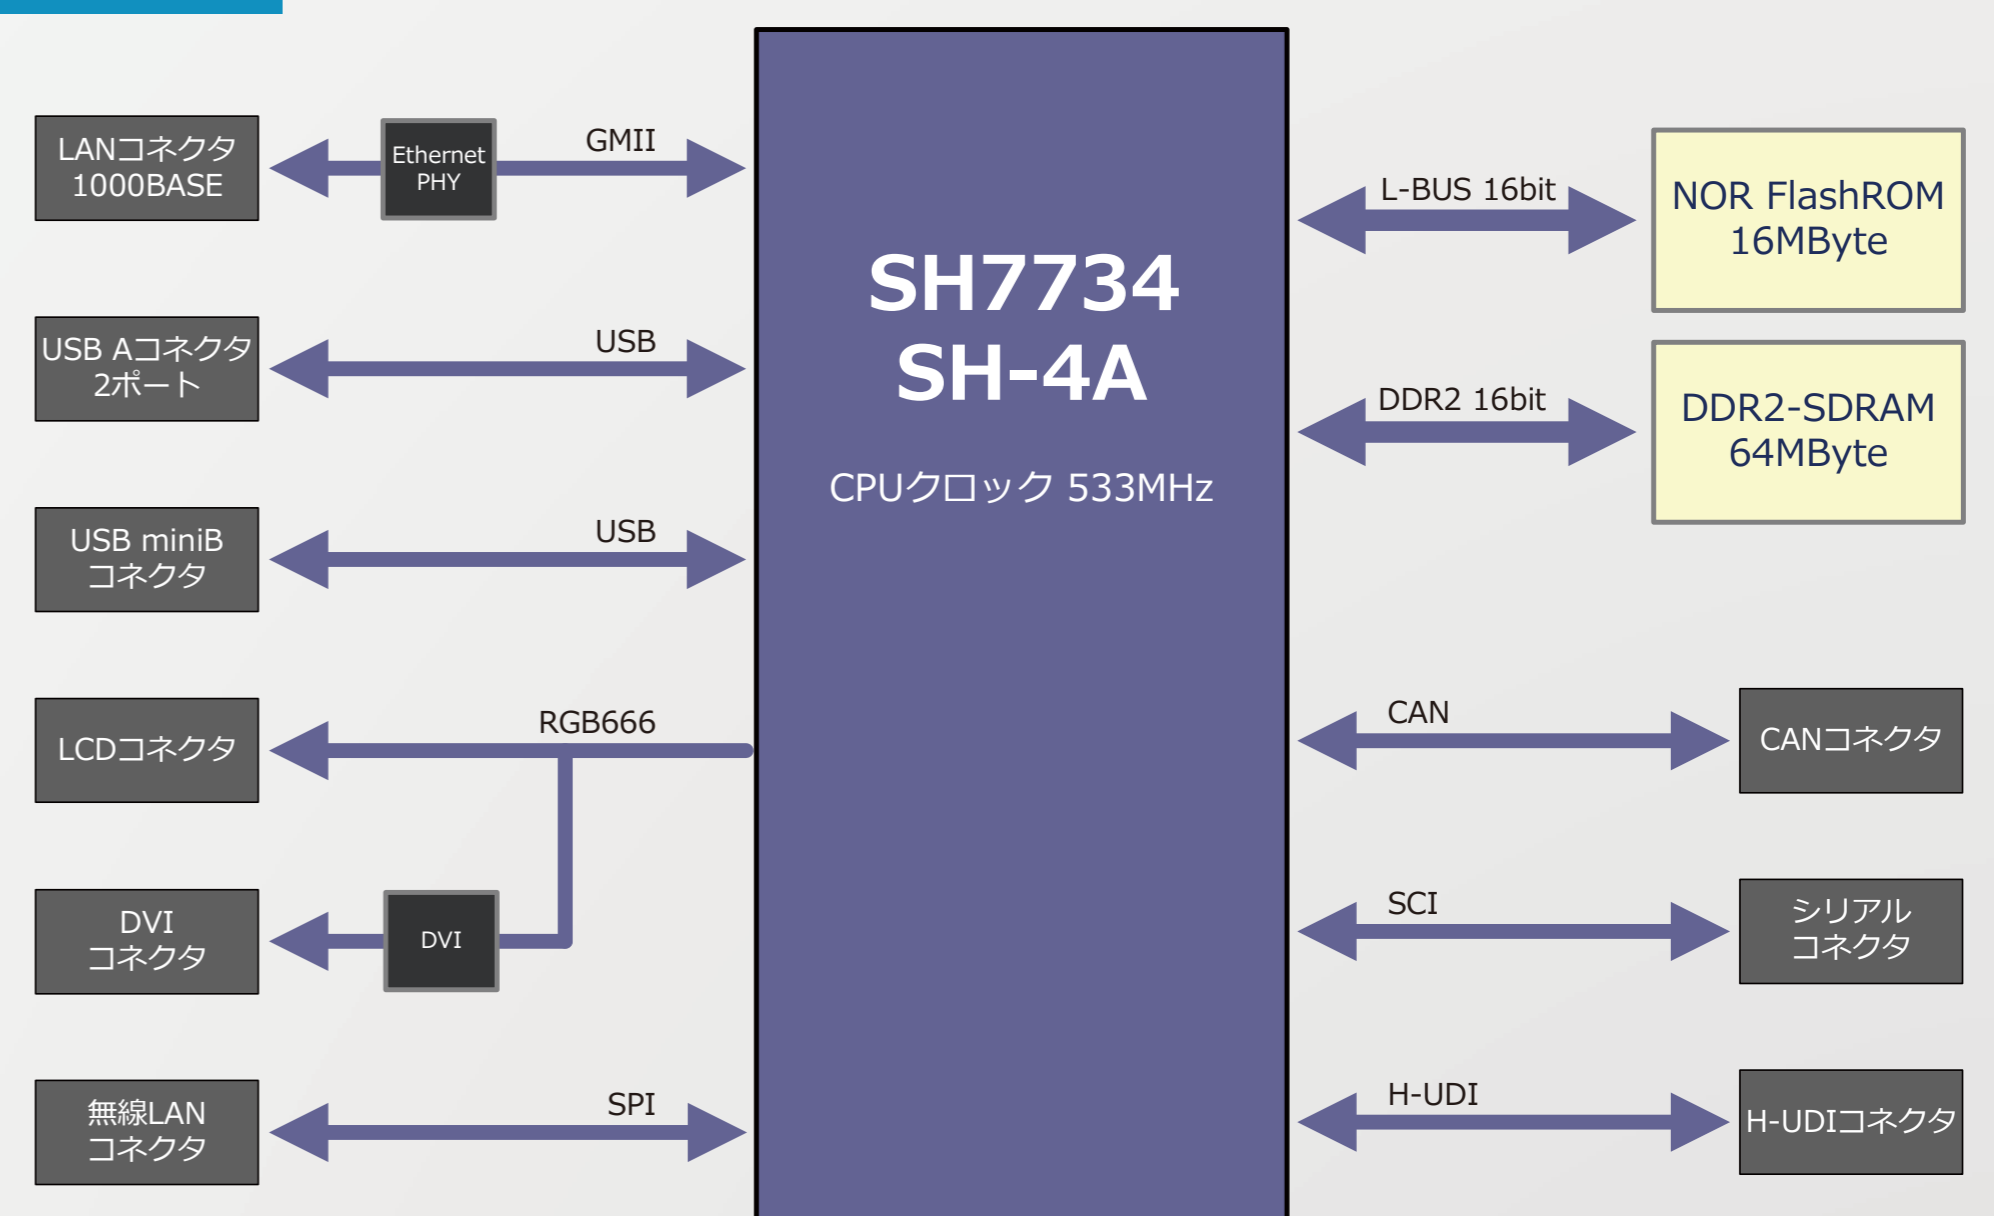 LANコネクタ
1000BASE
Ethernet
PHY
GMII
USB Aコネクタ
2ポート
USB
USB miniB
コネクタ
USB
LCDコネクタ
RGB666
DVI
コネクタ
DVI
無線LAN
コネクタ
SPI
SH7734
SH-4A
CPUクロック 533MHz
L-BUS 16bit
NOR FlashROM
16MByte
DDR2 16bit
DDR2-SDRAM
64MByte
CAN
CANコネクタ
SCI
シリアル
コネクタ
H-UDI
H-UDIコネクタ